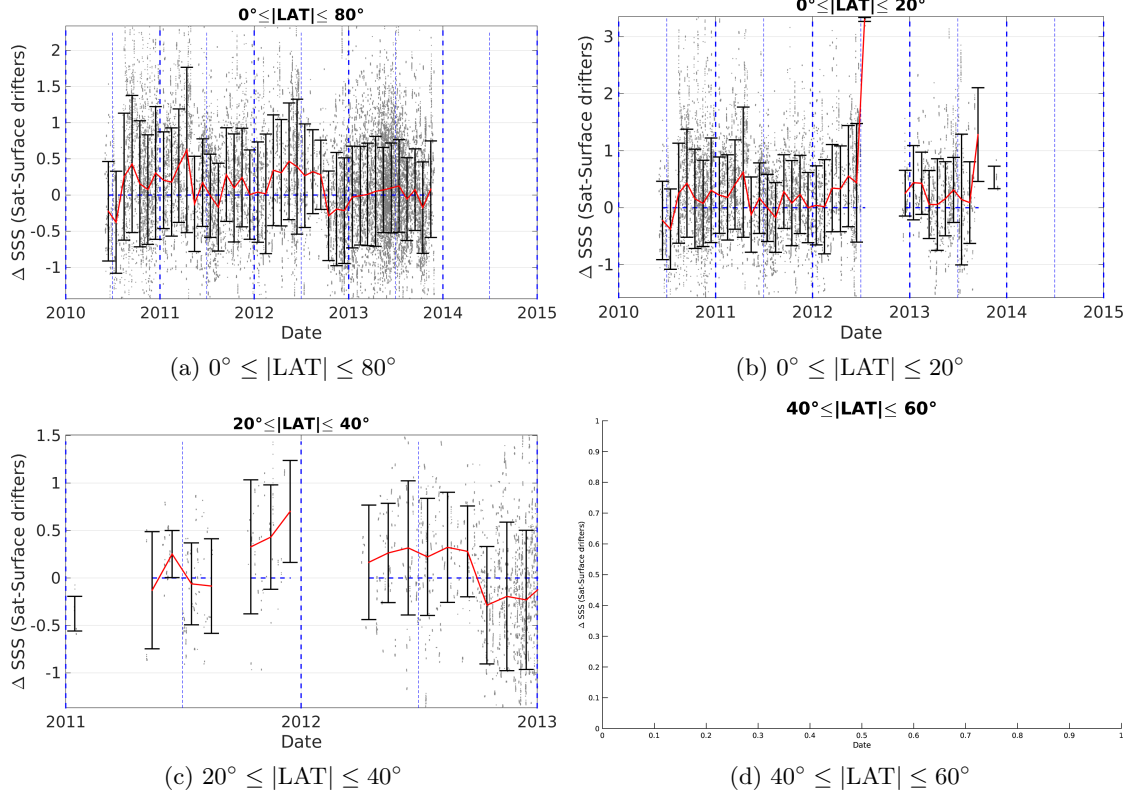 0°≤|LAT|≤ 80°
Δ SSS (Sat-Surface drifters)
2
1.5
1
0.5
0
-0.5
-1
2010 2011 2012 2013 2014 2015
Date
(a) 0° ≤ |LAT| ≤ 80°
0°≤|LAT|≤ 20°
Δ SSS (Sat-Surface drifters)
3
2
1
0
-1
2010 2011 2012 2013 2014 2015
Date
(b) 0° ≤ |LAT| ≤ 20°
20°≤|LAT|≤ 40°
Δ SSS (Sat-Surface drifters)
1.5
1
0.5
0
-0.5
-1
2011 2012 2013
Date
(c) 20° ≤ |LAT| ≤ 40°
40°≤|LAT|≤ 60°
Δ SSS (Sat-Surface drifters)
1
0.9
0.8
0.7
0.6
0.5
0.4
0.3
0.2
0.1
0
0 0.1 0.2 0.3 0.4 0.5 0.6 0.7 0.8 0.9 1
Date
(d) 40° ≤ |LAT| ≤ 60°